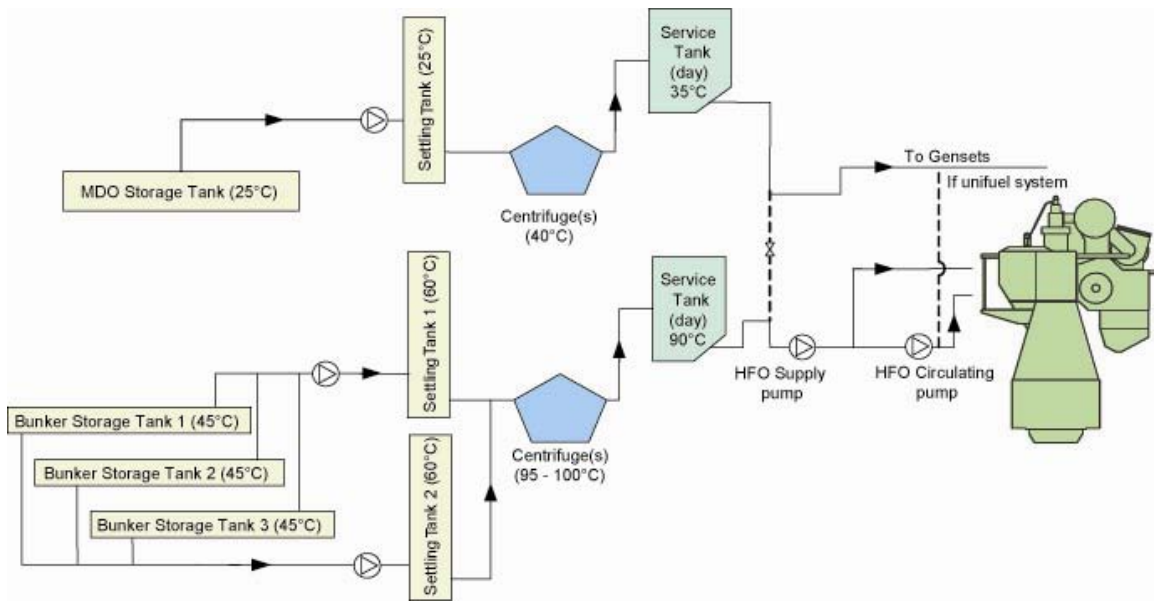 Service
Tank
(day)
35°C
Settling Tank (25°C)
MDO Storage Tank (25°C)
Centrifuge(s)
(40°C)
To Gensets
If unifuel system
Settling Tank 1 (60°C)
Service
Tank
(day)
90°C
HFO Supply
pump
HFO Circulating
pump
Bunker Storage Tank 1 (45°C)
Bunker Storage Tank 2 (45°C)
Bunker Storage Tank 3 (45°C)
Settling Tank 2 (60°C)
Centrifuge(s)
(95 - 100°C)